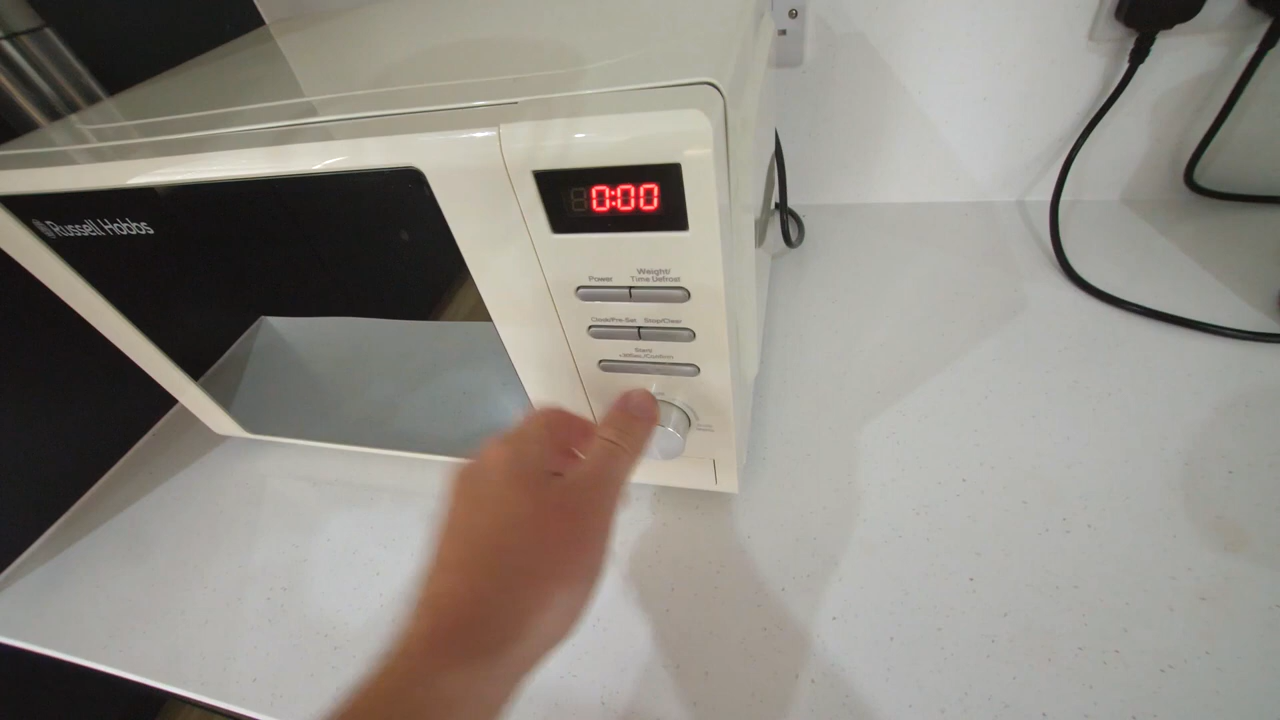 Russell Hobbs
0:00
Power
Weight/
Time Defrost
Clock/Pre-Set Stop/Clear
Start
+30Sec./Confirm